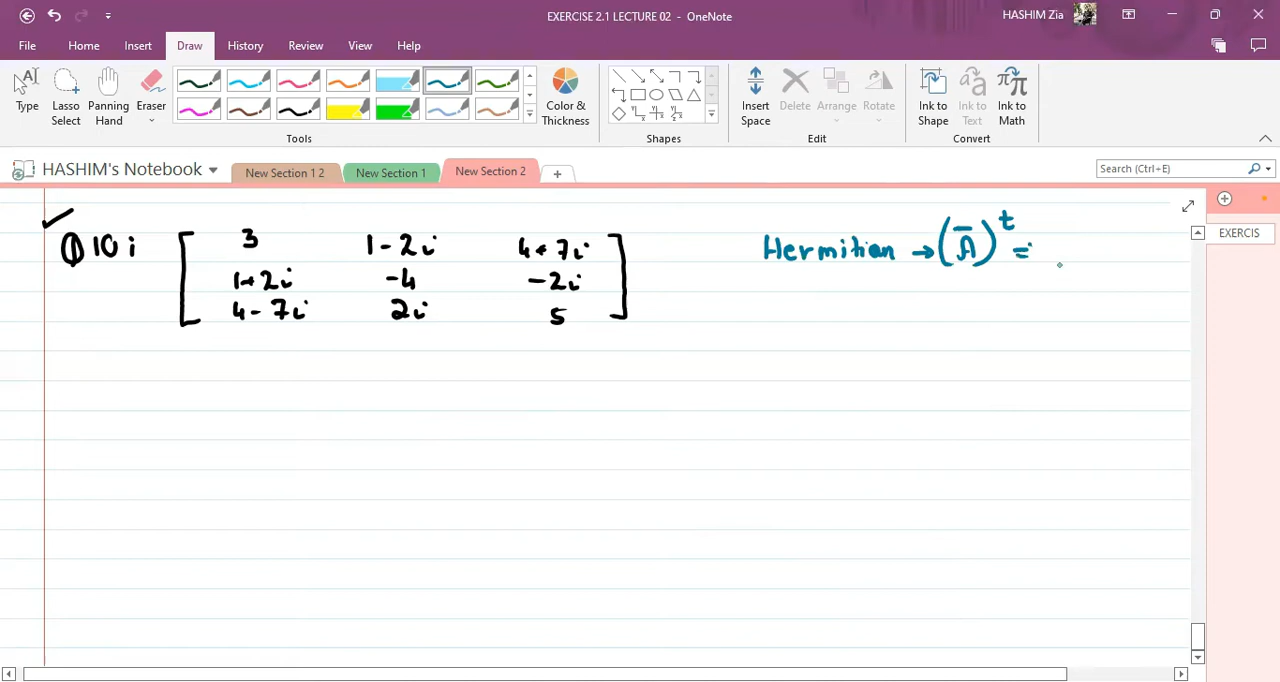 EXERCISE 2.1 LECTURE 02 - OneNote
HASHIM Zia
File Home Insert Draw History Review View Help
Type
Lasso Select
Panning Hand
Eraser
Color & Thickness
Insert Space
Delete
Arrange
Rotate
Ink to Shape
Ink to Text
Ink to Math
Tools Shapes Edit Convert
HASHIM's Notebook New Section 1 2 New Section 1 New Section 2 Search (Ctrl+E)
EXERCIS
Q 10 i
3 1-2i 4+7i
1+2i -4 -2i
4-7i 2i 5
Hermitian → (A̅)ᵗ =